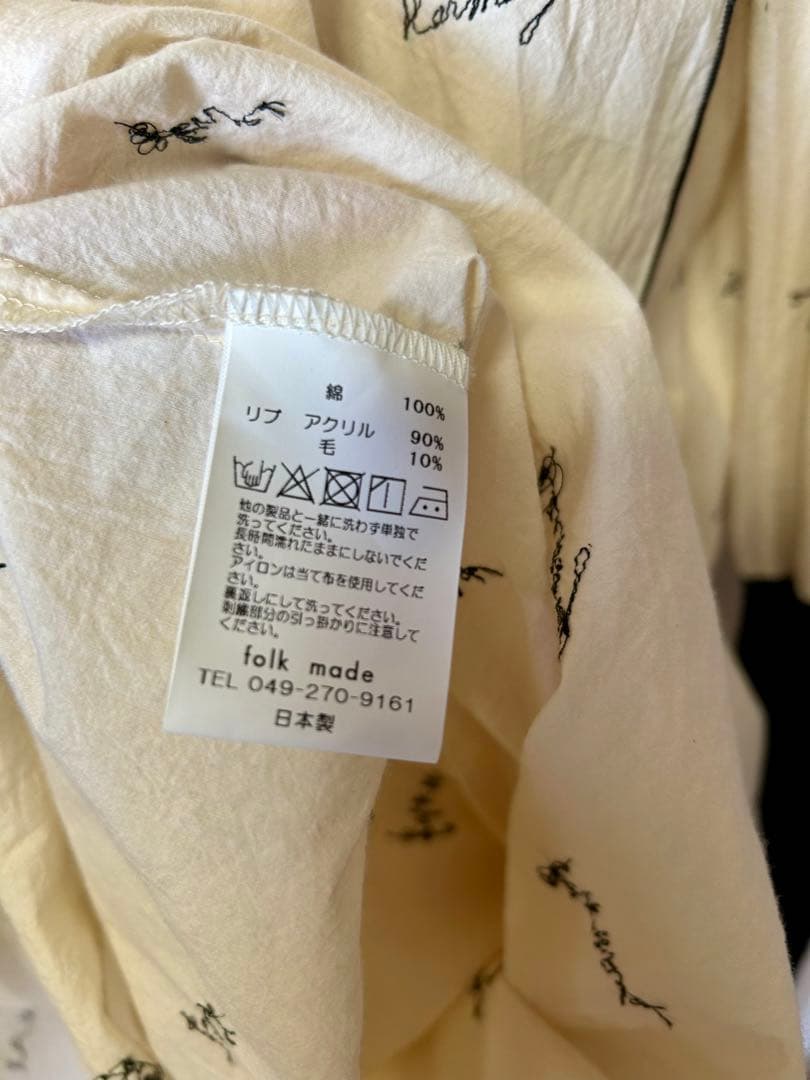 綿 100%
リブ アクリル 90%
毛 10%
他の製品と一緒に洗わず単独で
洗ってください。
長時間濡れたままにしないでくだ
さい。
アイロンは当て布を使用してくだ
さい。
裏返しにして洗ってください。
刺繍部分の引っ掛かりに注意して
ください。
folk made
TEL 049-270-9161
日本製